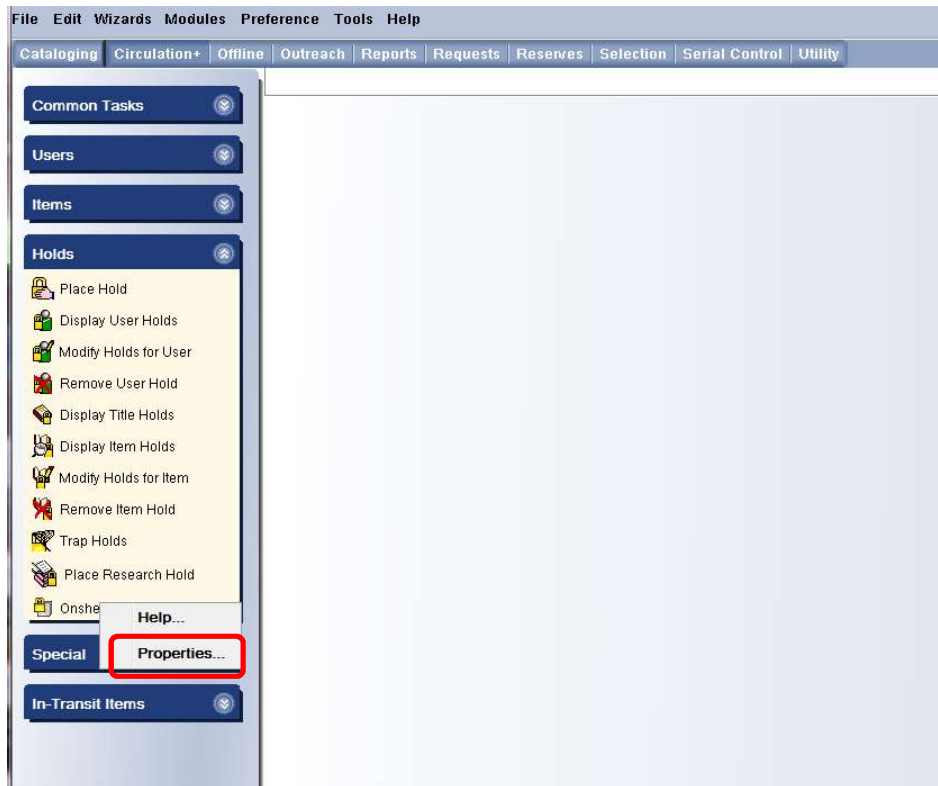 File Edit Wizards Modules Preference Tools Help
Cataloging Circulation+ Offline Outreach Reports Requests Reserves Selection Serial Control Utility
Common Tasks
Users
Items
Holds
Place Hold
Display User Holds
Modify Holds for User
Remove User Hold
Display Title Holds
Display Item Holds
Modify Holds for Item
Remove Item Hold
Trap Holds
Place Research Hold
Onshe
Help...
Special
Properties...
In-Transit Items